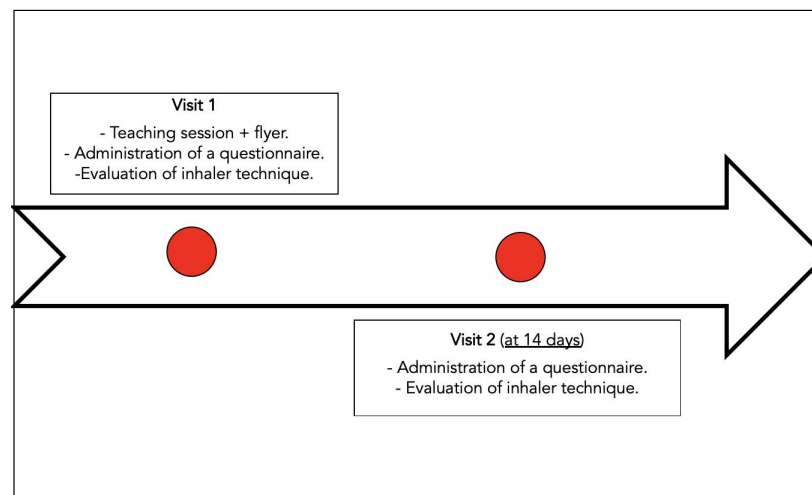 Visit 1
- Teaching session + flyer.
- Administration of a questionnaire.
-Evaluation of inhaler technique.
Visit 2 (at 14 days)
- Administration of a questionnaire.
- Evaluation of inhaler technique.